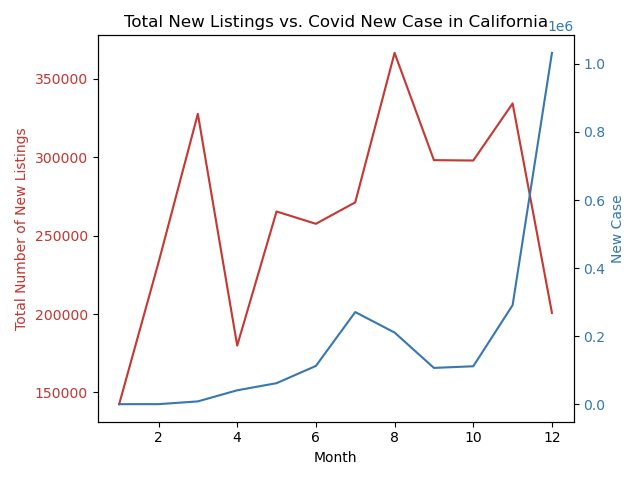 Total New Listings vs. Covid New Case in California
1e6
Total Number of New Listings
350000
300000
250000
200000
150000
1.0
0.8
0.6
0.4
0.2
0.0
New Case
2 4 6 8 10 12
Month